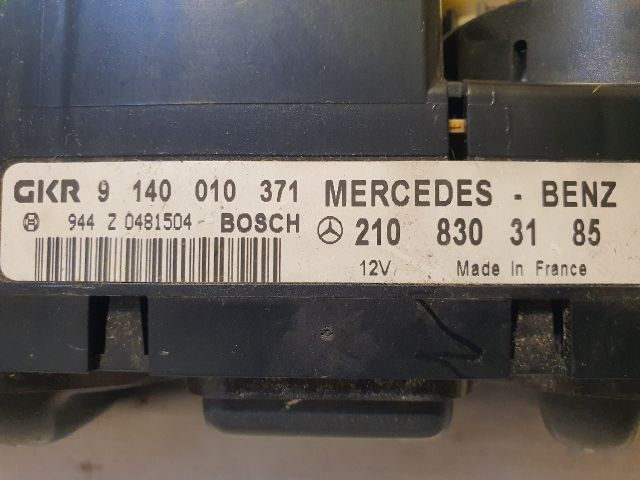 GKR 9 140 010 371 MERCEDES - BENZ
944 Z 0481504 BOSCH 210 830 31 85
12V Made In France